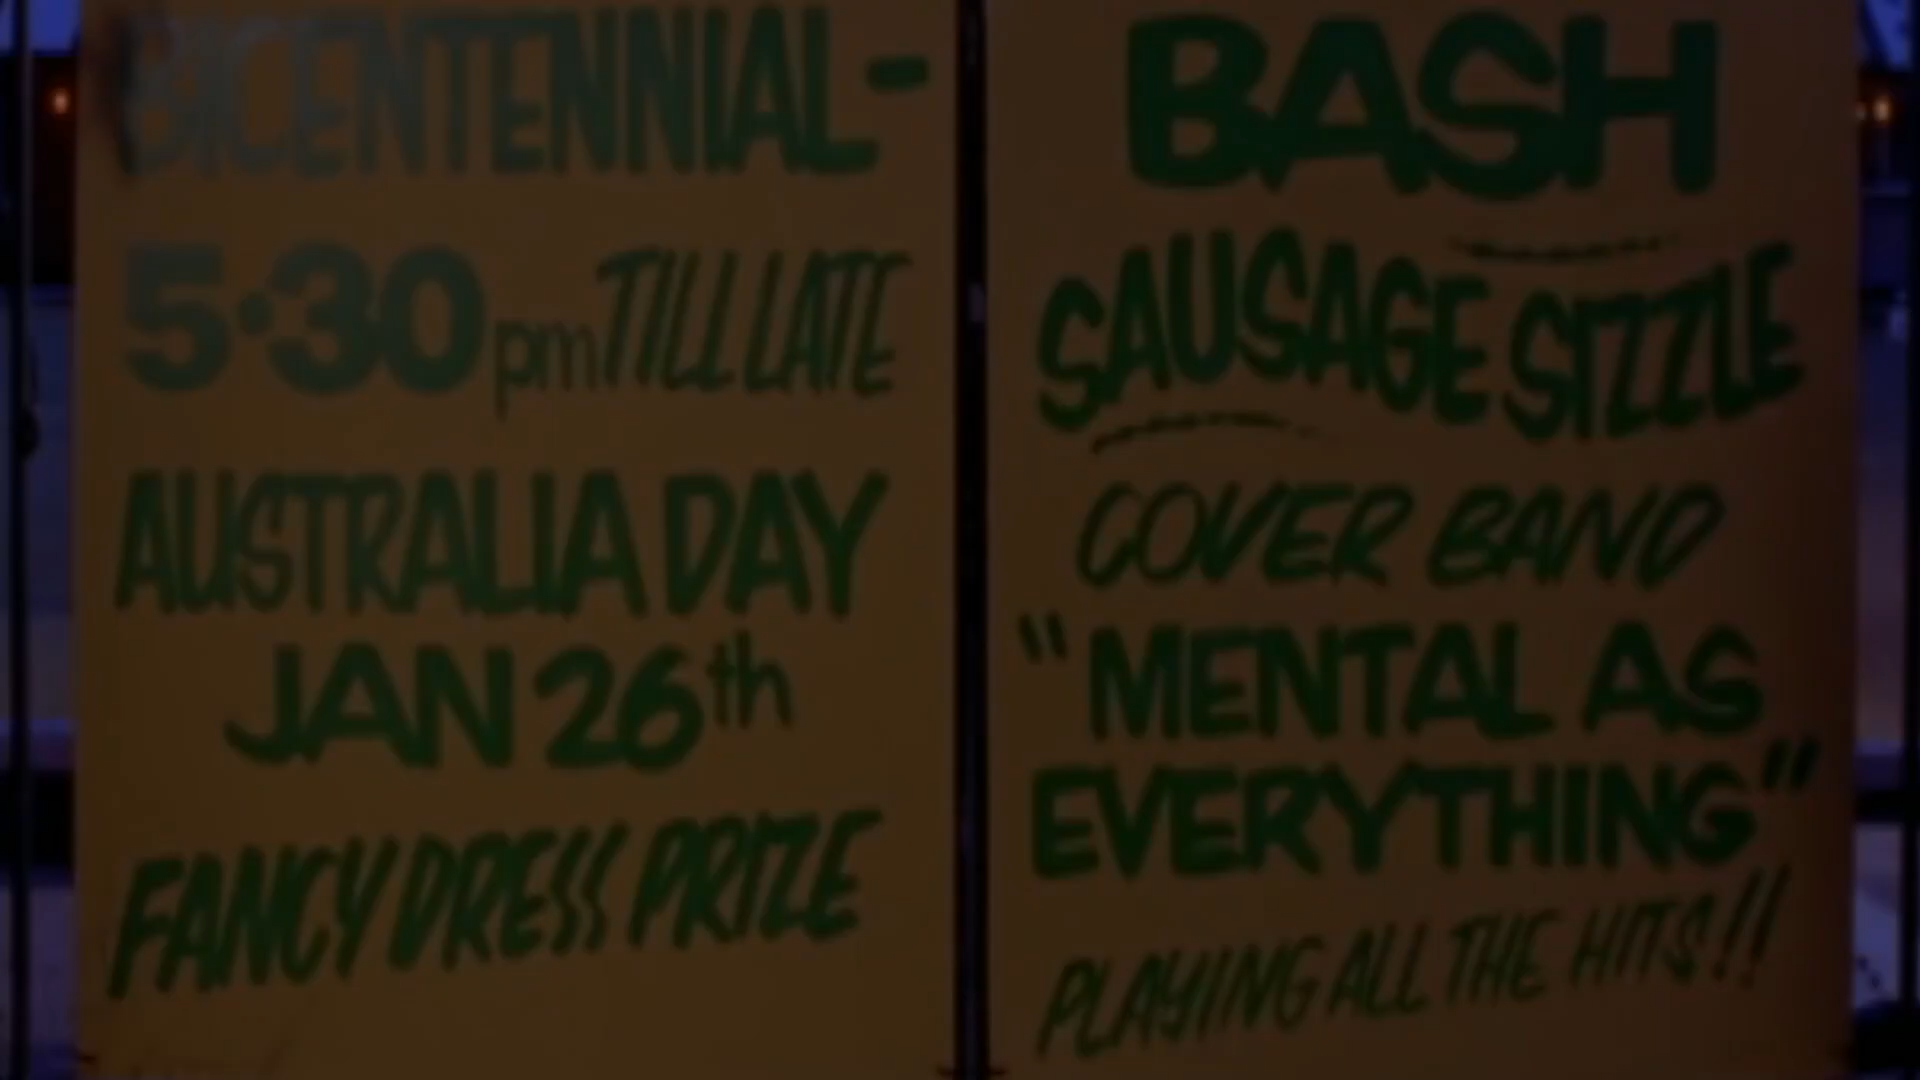 BICENTENNIAL-
5·30pm TILL LATE
AUSTRALIA DAY
JAN 26th
FANCY DRESS PRIZE
BASH
SAUSAGE SIZZLE
COVER BAND
"MENTAL AS
EVERYTHING"
PLAYING ALL THE HITS!!